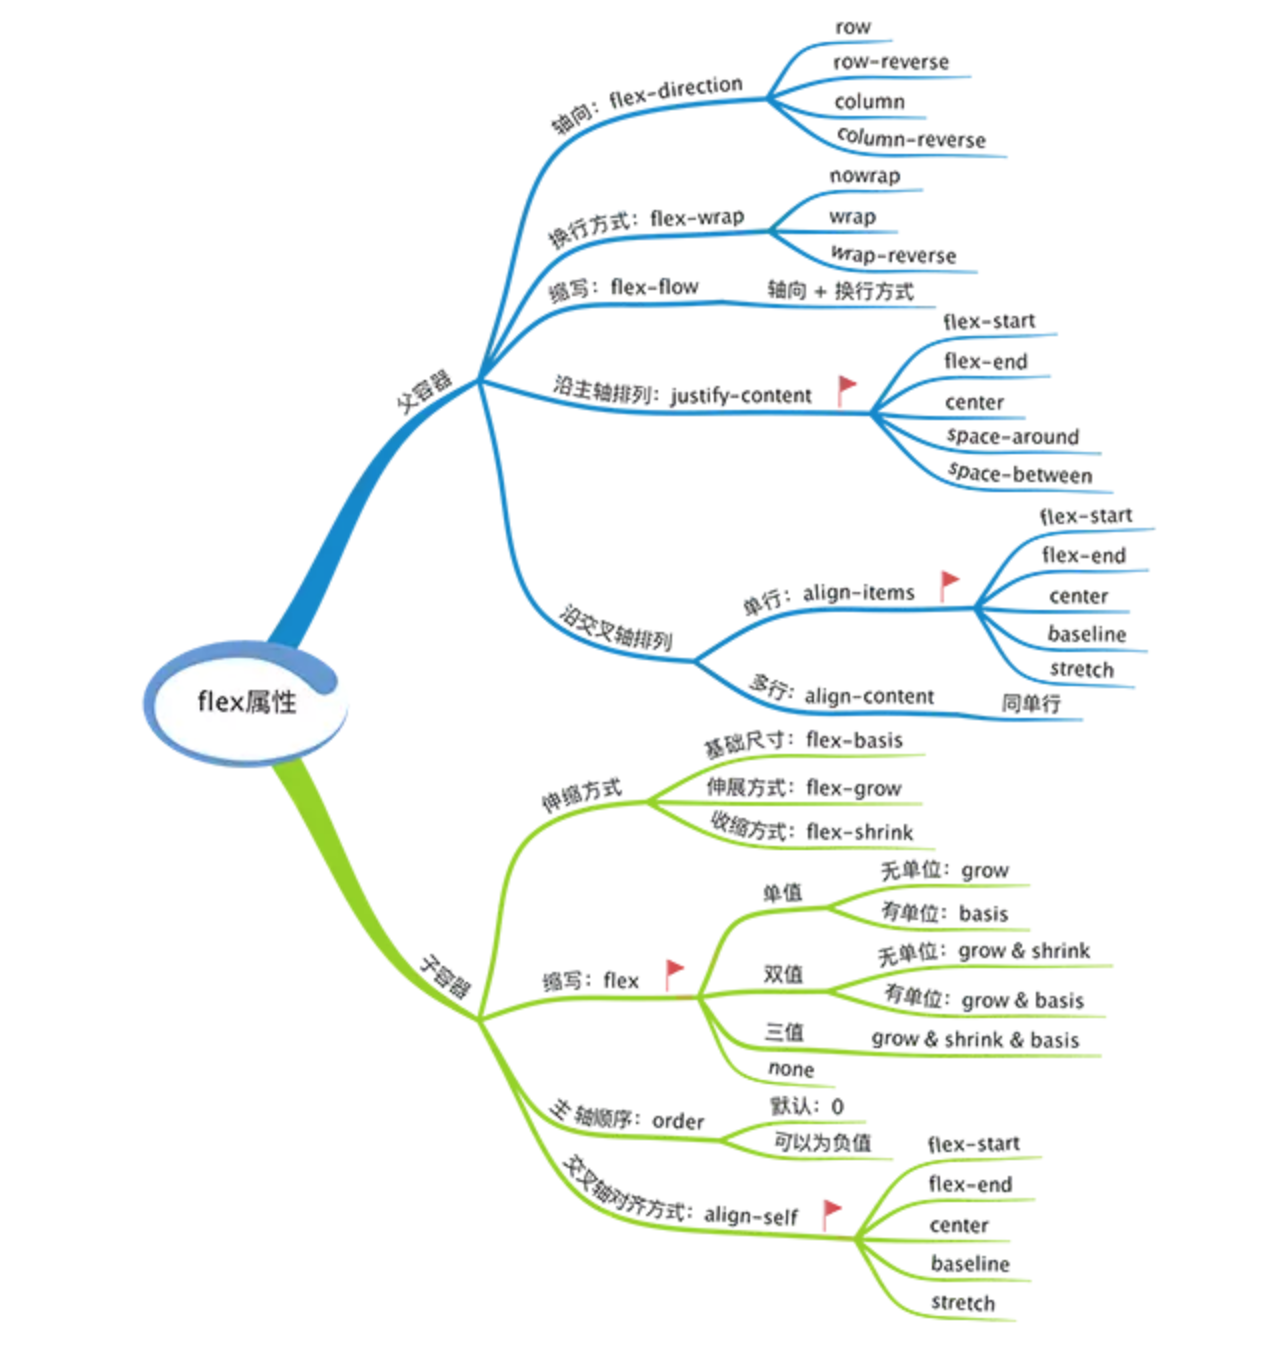 flex属性
父容器
轴向：flex-direction
row
row-reverse
column
column-reverse
换行方式：flex-wrap
nowrap
wrap
wrap-reverse
缩写：flex-flow
轴向 + 换行方式
沿主轴排列：justify-content
flex-start
flex-end
center
space-around
space-between
沿交叉轴排列
单行：align-items
flex-start
flex-end
center
baseline
stretch
多行：align-content
同单行
子容器
伸缩方式
基础尺寸：flex-basis
伸展方式：flex-grow
收缩方式：flex-shrink
缩写：flex
单值
无单位：grow
有单位：basis
双值
无单位：grow & shrink
有单位：grow & basis
三值
grow & shrink & basis
none
主 轴顺序：order
默认：0
可以为负值
交叉轴对齐方式：align-self
flex-start
flex-end
center
baseline
stretch